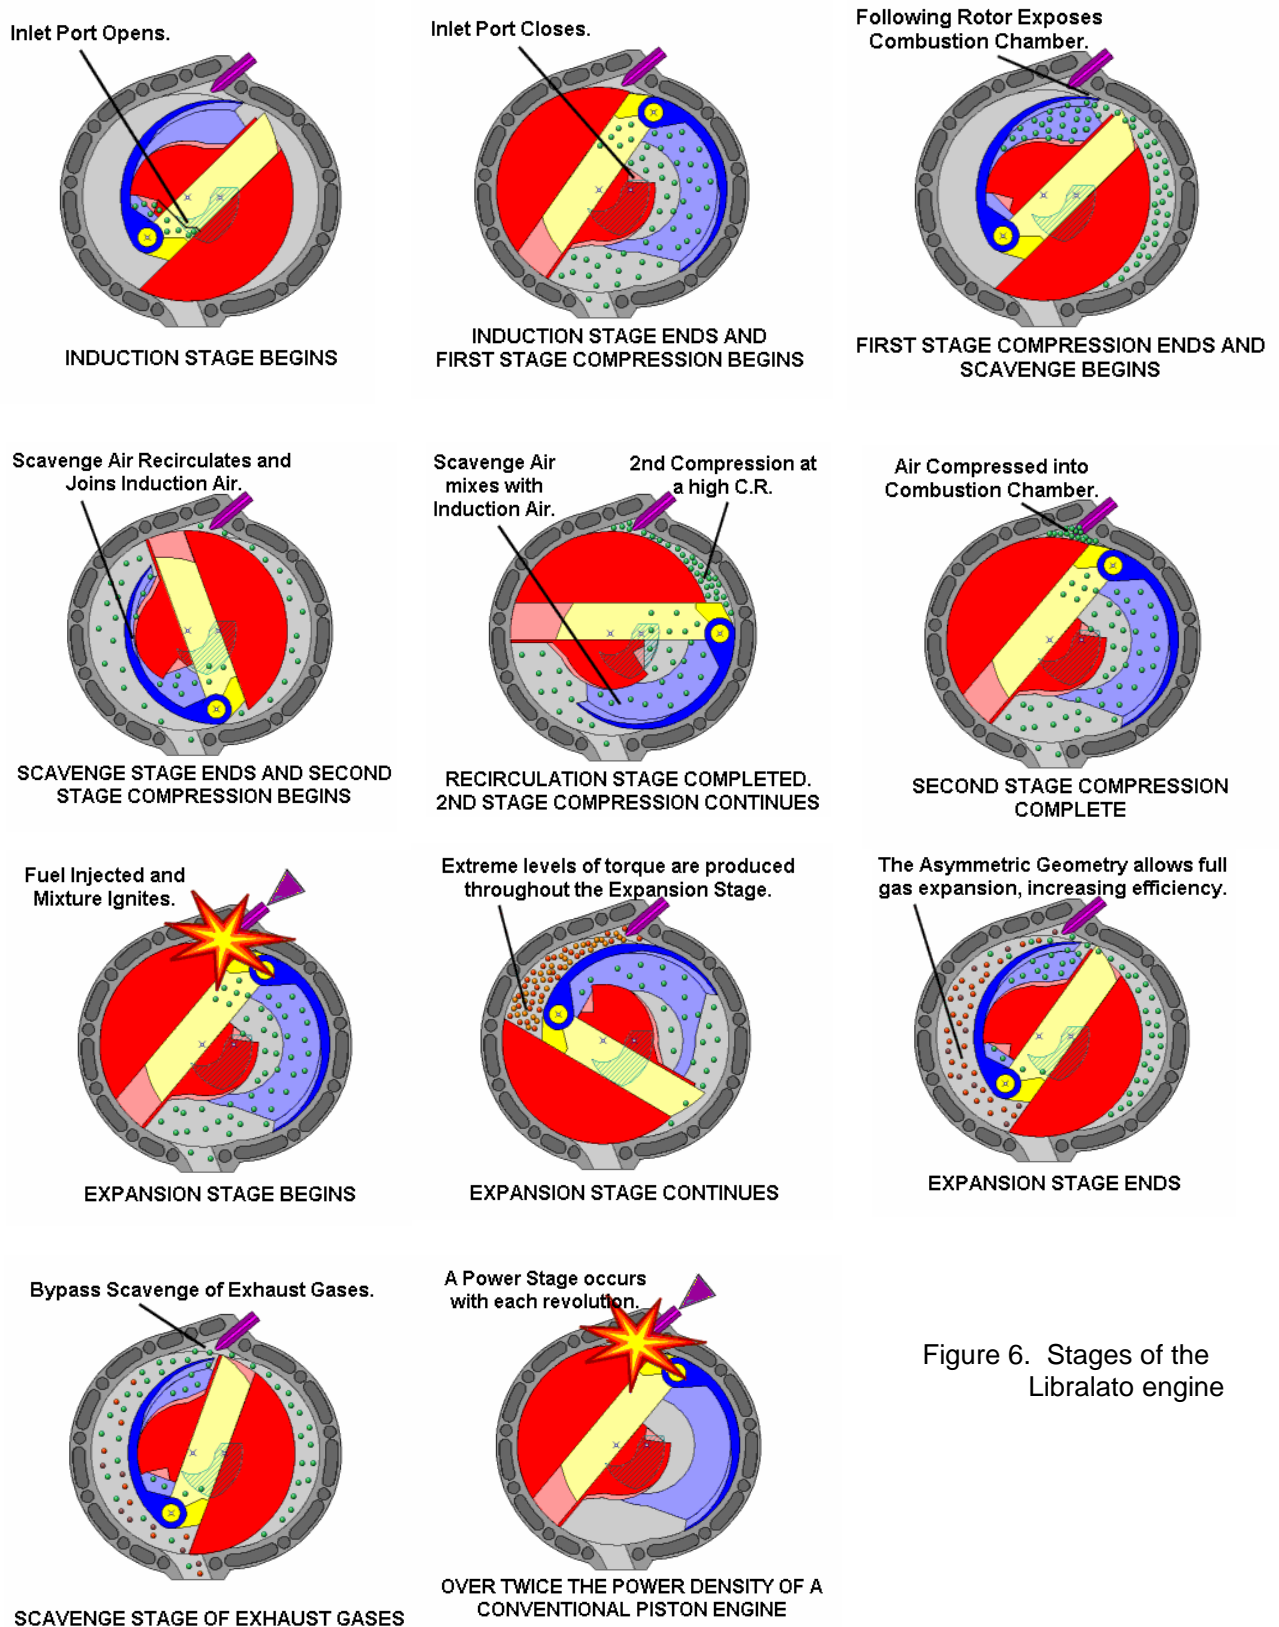 Inlet Port Opens.
INDUCTION STAGE BEGINS
Inlet Port Closes.
INDUCTION STAGE ENDS AND
FIRST STAGE COMPRESSION BEGINS
Following Rotor Exposes
Combustion Chamber.
FIRST STAGE COMPRESSION ENDS AND
SCAVENGE BEGINS
Scavenge Air Recirculates and
Joins Induction Air.
SCAVENGE STAGE ENDS AND SECOND
STAGE COMPRESSION BEGINS
Scavenge Air
mixes with
Induction Air.
2nd Compression at
a high C.R.
RECIRCULATION STAGE COMPLETED.
2ND STAGE COMPRESSION CONTINUES
Air Compressed into
Combustion Chamber.
SECOND STAGE COMPRESSION
COMPLETE
Fuel Injected and
Mixture Ignites.
EXPANSION STAGE BEGINS
Extreme levels of torque are produced
throughout the Expansion Stage.
EXPANSION STAGE CONTINUES
The Asymmetric Geometry allows full
gas expansion, increasing efficiency.
EXPANSION STAGE ENDS
Bypass Scavenge of Exhaust Gases.
SCAVENGE STAGE OF EXHAUST GASES
A Power Stage occurs
with each revolution.
OVER TWICE THE POWER DENSITY OF A
CONVENTIONAL PISTON ENGINE
Figure 6. Stages of the
Libralato engine